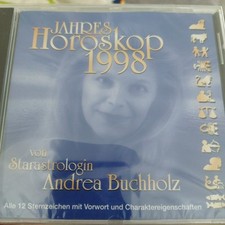 JAHRES
Horoskop
1998
von
Starastrologin
Andrea Buchholz
Alle 12 Sternzeichen mit Vorwort und Charaktereigenschaften